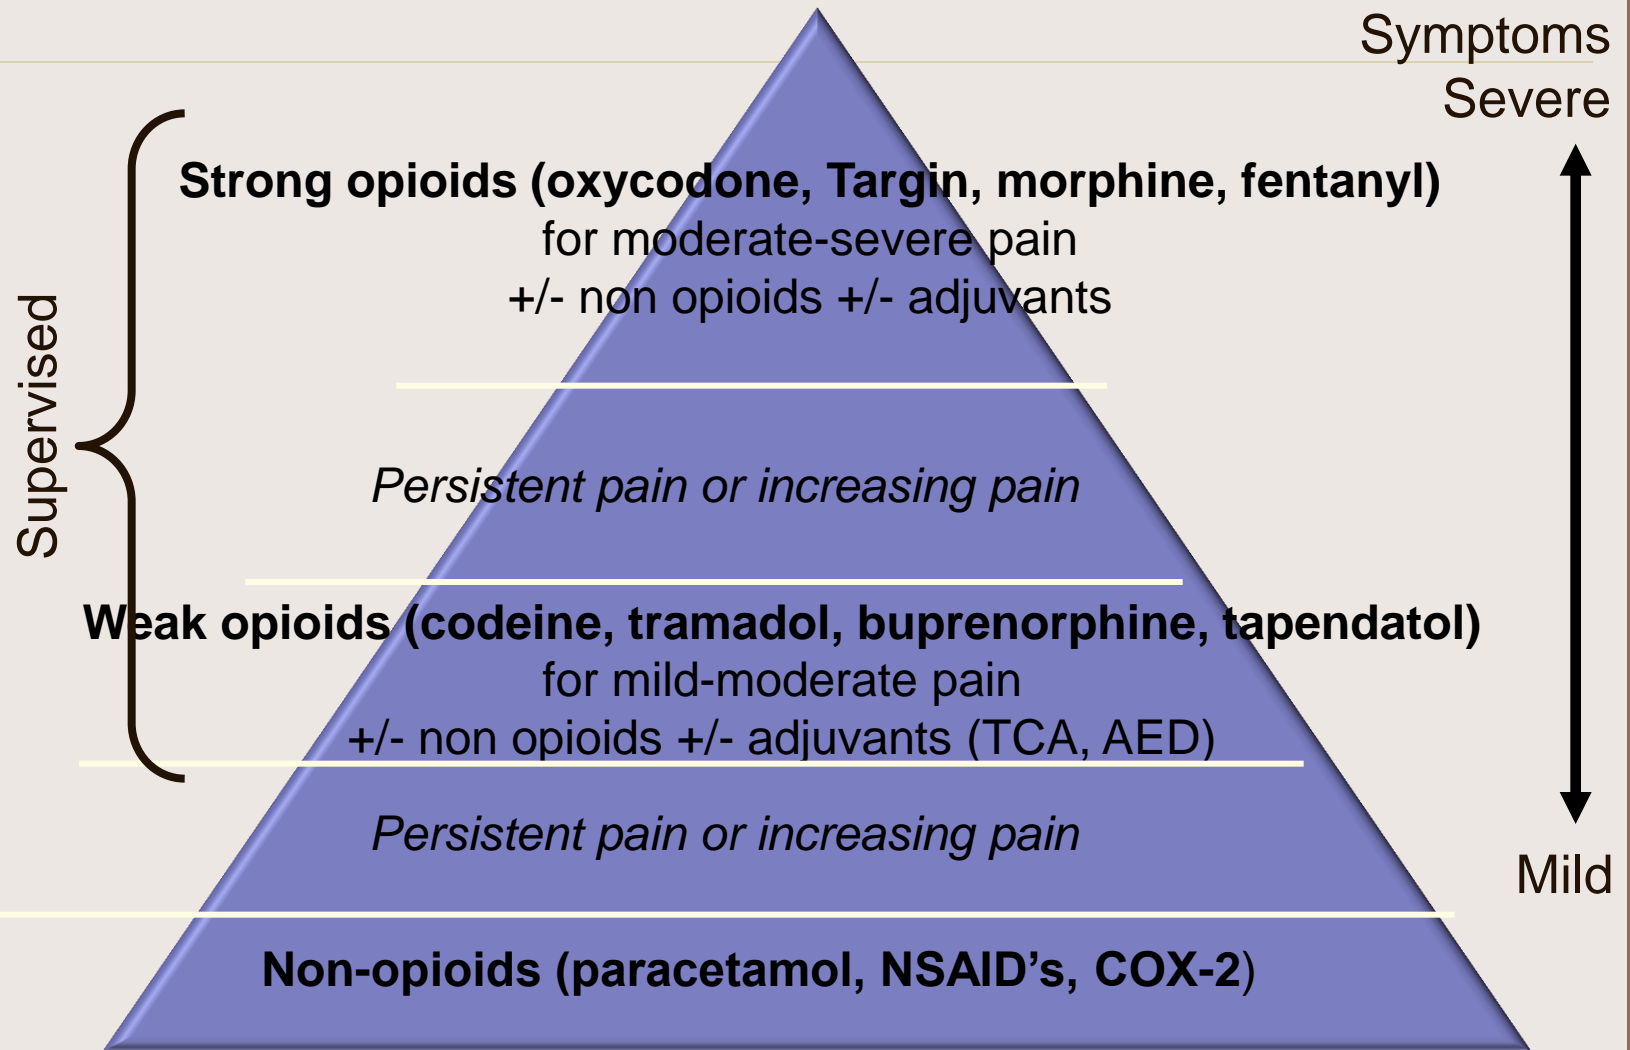 Symptoms
Severe
Strong opioids (oxycodone, Targin, morphine, fentanyl)
for moderate-severe pain
+/- non opioids +/- adjuvants
Supervised
Persistent pain or increasing pain
Weak opioids (codeine, tramadol, buprenorphine, tapendatol)
for mild-moderate pain
+/- non opioids +/- adjuvants (TCA, AED)
Persistent pain or increasing pain
Mild
Non-opioids (paracetamol, NSAID’s, COX-2)